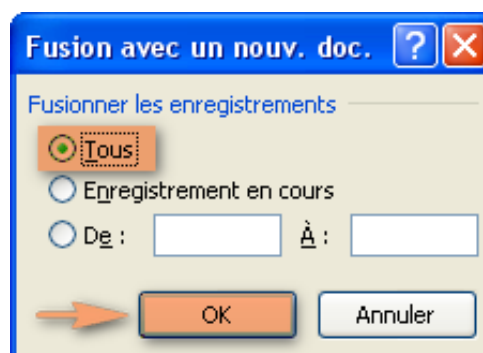 Fusion avec un nouv. doc. ?
Fusionner les enregistrements
Tous
Enregistrement en cours
De : À :
OK Annuler